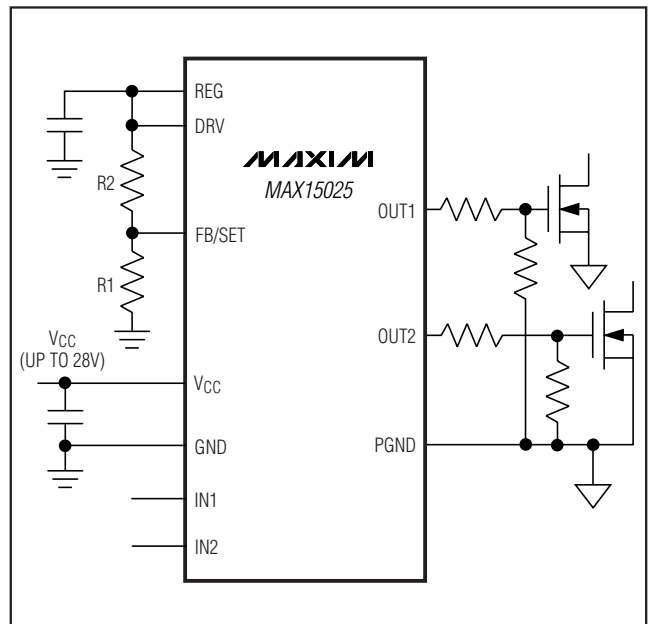 REG
DRV
MAXIM
MAX15025
R2
OUT1
FB/SET
R1
OUT2
VCC
(UP TO 28V)
VCC
GND
PGND
IN1
IN2